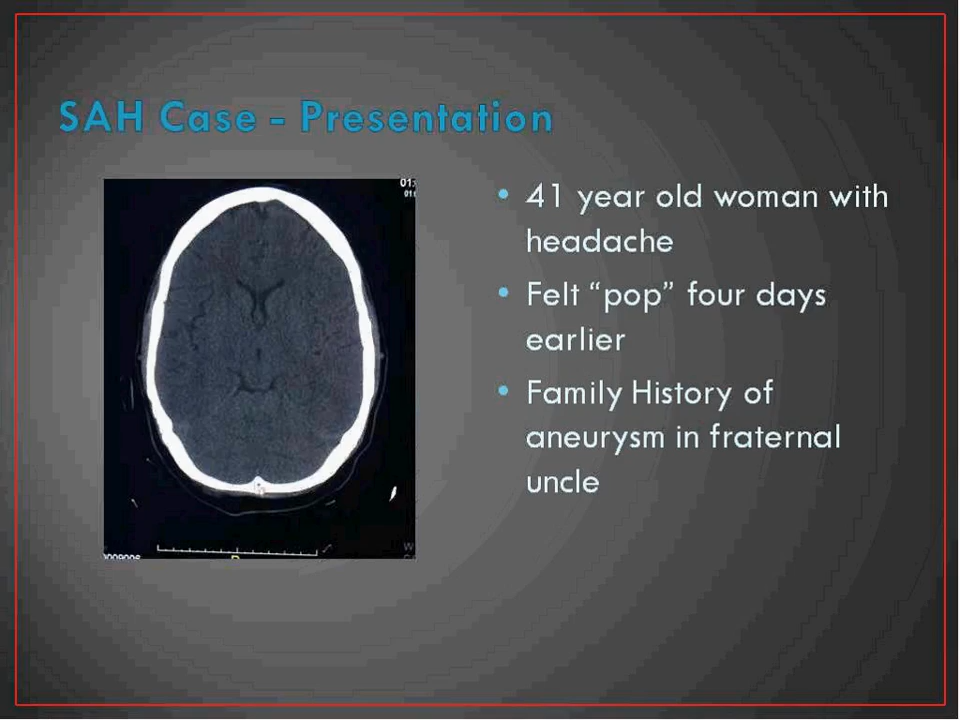 SAH Case - Presentation
• 41 year old woman with
headache
• Felt “pop” four days
earlier
• Family History of
aneurysm in fraternal
uncle